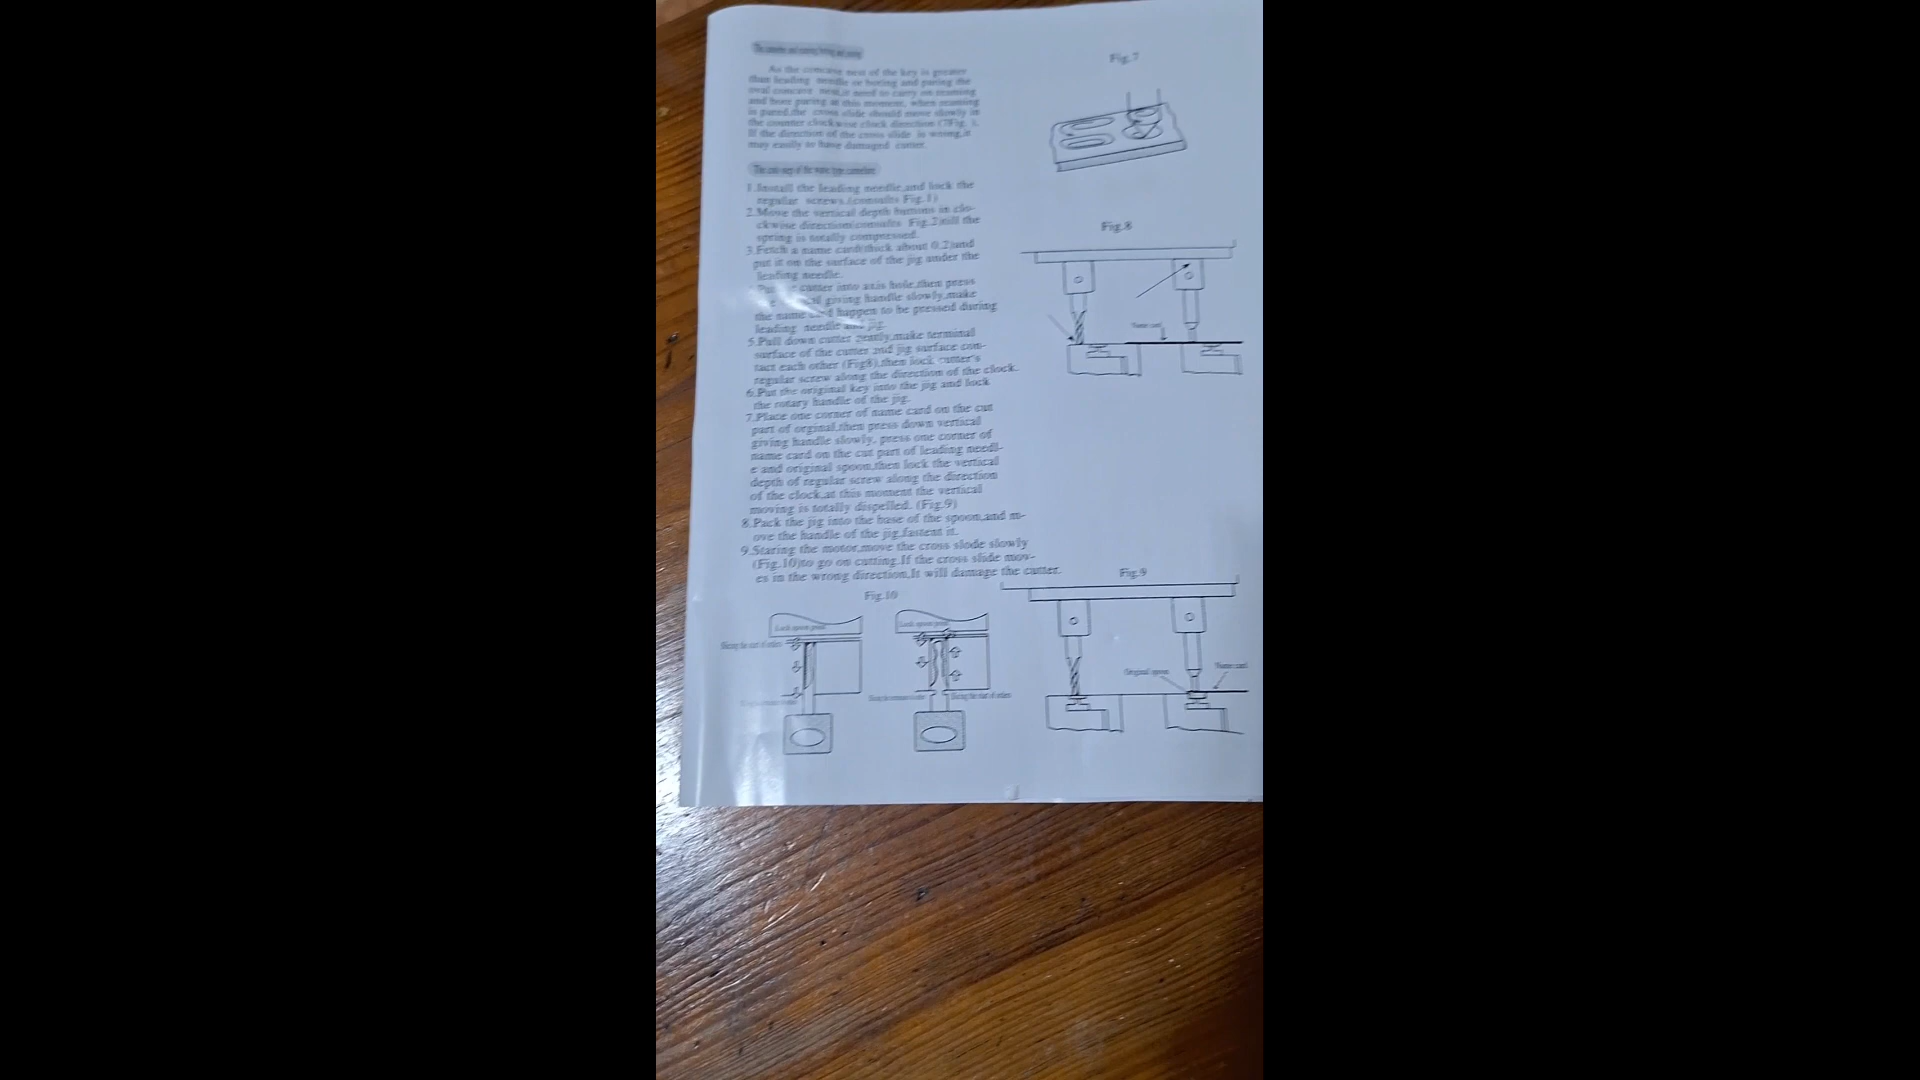 As the concave nest of the key is greater
than leading needle so boring and paring the
oval concave nest,it need to carry on reaming
and bore paring at this moment, when reaming
is pared,the cross slide should move slowly in
the counter clockwise clock direction (7Fig. ).
If the direction of the cross slide is wrong,it
may easily to have damaged cutter.
1.Install the leading needle,and lock the
regular screws.(consults Fig.1)
2.Move the vertical depth buttons in clo-
ckwise direction(consults Fig.2)till the
spring is totally compressed.
3.Fetch a name card(thick about 0.2)and
put it on the surface of the jig under the
leading needle.
cutter into axis hole,then press
giving handle slowly,make
the name happen to be pressed during
leading needle and jig.
5.Pull down cutter gently,make terminal
surface of the cutter and jig surface con-
tact each other (Fig8),then lock cutter's
regular screw along the direction of the clock.
6.Put the original key into the jig and lock
the rotary handle of the jig.
7.Place one corner of name card on the cut
part of orginal,then press down vertical
giving handle slowly, press one corner of
name card on the cut part of leading needl-
e and original spoon,then lock the vertical
depth of regular screw along the direction
of the clock,at this moment the vertical
moving is totally dispelled. (Fig.9)
8.Pack the jig into the base of the spoon,and m-
ove the handle of the jig,fastent it.
9.Staring the motor,move the cross slode slowly
(Fig.10)to go on cutting.If the cross slide mov-
es in the wrong direction,It will damage the cutter.
Fig.7
Fig.8
Name card
Fig.9
Original spoon
Name card
Fig.10